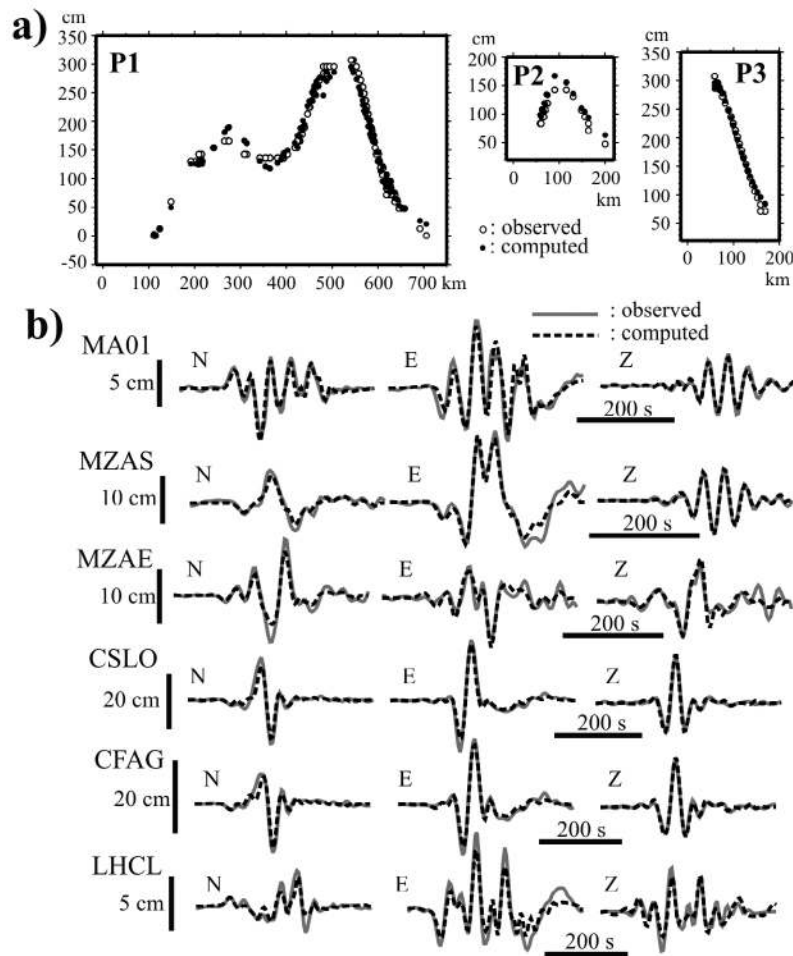 a)
cm
350
300
250
200
150
100
50
0
-50
P1
0 100 200 300 400 500 600 700 km
cm
200
150
100
50
P2
0 100 200
km
○: observed
•: computed
cm
350
300
250
200
150
100
50
0
P3
0 50 100 150 200
km
b)
: observed
: computed
MA01
5 cm
N E Z
200 s
MZAS
10 cm
N E Z
200 s
MZAE
10 cm
N E Z
200 s
CSLO
20 cm
N E Z
200 s
CFAG
20 cm
N E Z
200 s
LHCL
5 cm
N E Z
200 s